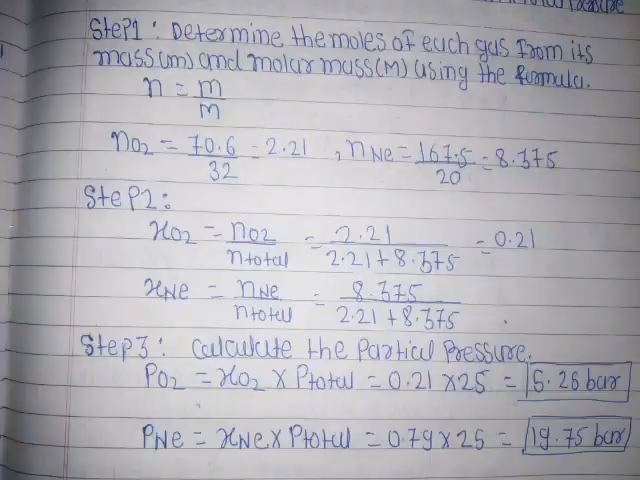 Partial Pressure
Step1: Determine the moles of each gas from its
mass(m) and molar mass(M) using the formula.
n = m/m
nO2 = 70.6/32 = 2.21, nNe = 167.5/20 = 8.375
Step2:
xO2 = nO2/ntotal = 2.21/2.21+8.375 = 0.21
xNe = nNe/ntotal = 8.375/2.21+8.375
Step3: Calculate the Partical Pressure.
PO2 = xO2 × Ptotal = 0.21×25 = 5.25 bar
PNe = xNe × Ptotal = 0.79×25 = 19.75 bar